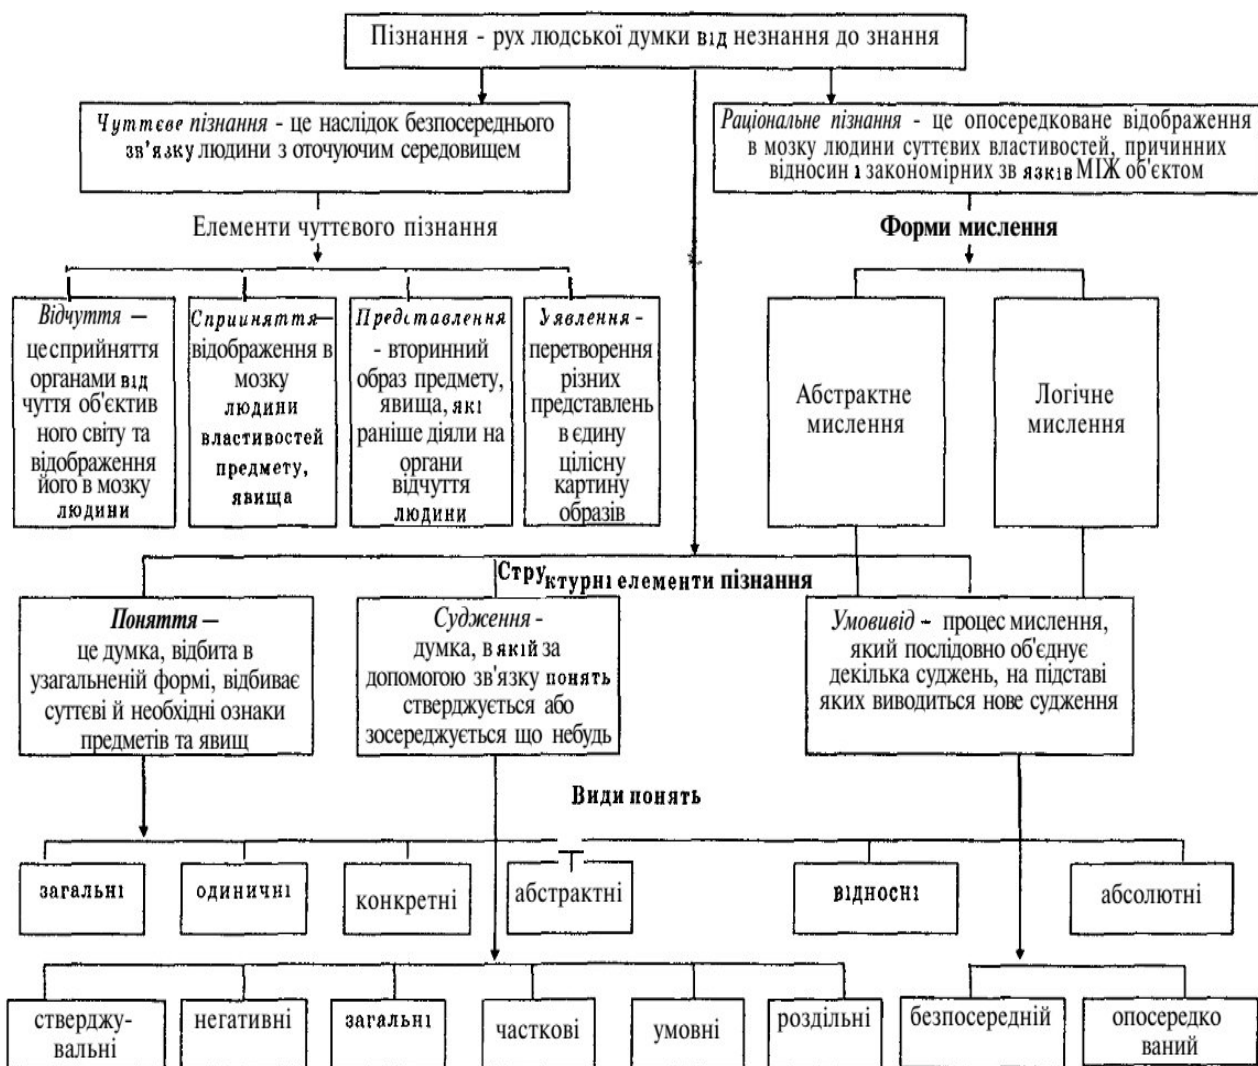 Пізнання - рух людської думки від незнання до знання
Чуттєве пізнання - це наслідок безпосереднього
зв'язку людини з оточуючим середовищем
Раціональне пізнання - це опосередковане відображення
в мозку людини суттєвих властивостей, причинних
відносин і закономірних зв язків МІЖ об'єктом
Елементи чуттєвого пізнання
Форми мислення
Відчуття —
це сприйняття
органами від
чуття об'єктив
ного світу та
відображення
його в мозку
людини
Сприиняття—
відображення в
мозку
людини
властивостей
предмету,
явища
Представлення
- вторинний
образ предмету,
явища, які
раніше діяли на
органи
відчуття
людини
Уявлення -
перетворення
різних
представлень
в єдину
цілісну
картину
образів
Абстрактне
мислення
Логічне
мислення
Структурні елементи пізнання
Поняття —
це думка, відбита в
узагальненій формі, відбиває
суттєві й необхідні ознаки
предметів та явищ
Судження -
думка, в якій за
допомогою зв'язку понять
стверджується або
зосереджується що небудь
Умовивід - процес мислення,
який послідовно об'єднує
декілька суджень, на підставі
яких виводиться нове судження
Види понять
загальні
одиничні
конкретні
абстрактні
відносні
абсолютні
стверджу-
вальні
негативні
загальні
часткові
умовні
роздільні
безпосередній
опосередко
ваний